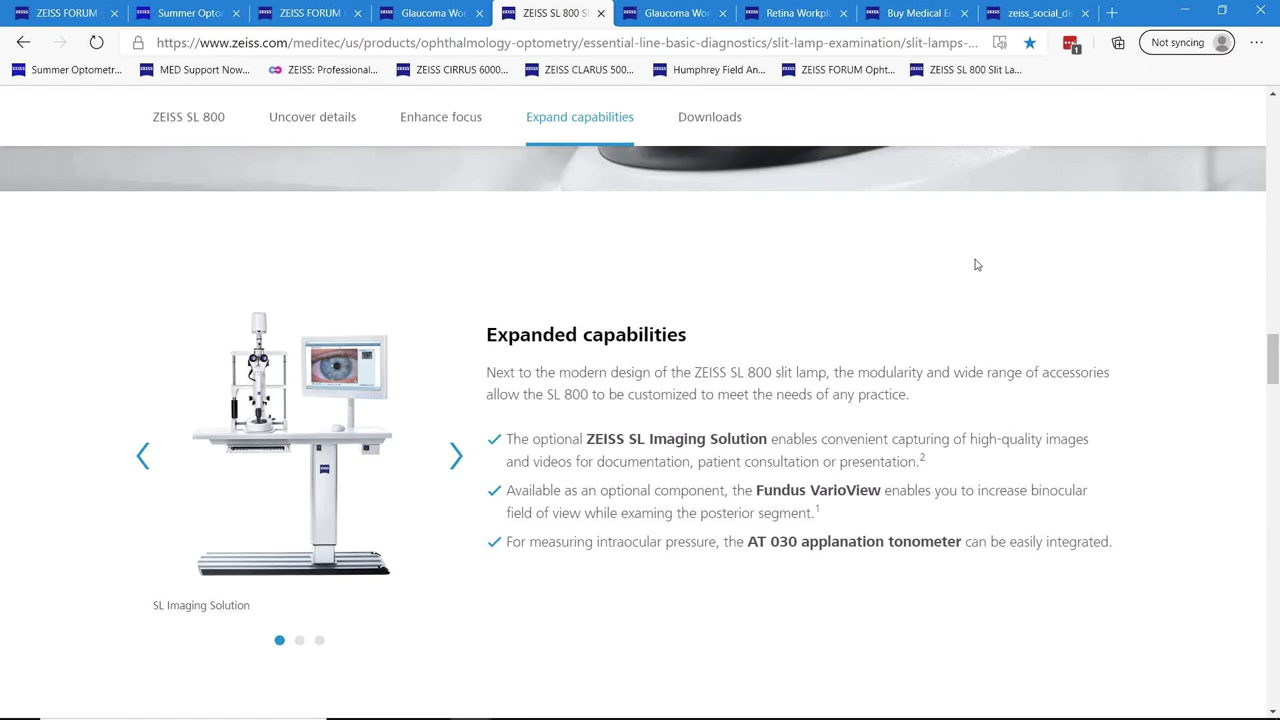 ZEISS FORUM
Summer Opto
ZEISS FORUM
Glaucoma Wor
ZEISS SL 800 Sl
Glaucoma Wor
Retina Workpl
Buy Medical E
zeiss_social_dis
https://www.zeiss.com/meditec/us/products/ophthalmology-optometry/essential-line-basic-diagnostics/slit-lamp-examination/slit-lamps-...
1
Not syncing
Summer Optometr...
MED Support Now...
ZEISS: Professional...
ZEISS CIRRUS 6000...
ZEISS CLARUS 500...
Humphrey Field An...
ZEISS FORUM Opht...
ZEISS SL 800 Slit La...
ZEISS SL 800
Uncover details
Enhance focus
Expand capabilities
Downloads
Expanded capabilities
Next to the modern design of the ZEISS SL 800 slit lamp, the modularity and wide range of accessories
allow the SL 800 to be customized to meet the needs of any practice.
The optional ZEISS SL Imaging Solution enables convenient capturing of high-quality images
and videos for documentation, patient consultation or presentation.2
Available as an optional component, the Fundus VarioView enables you to increase binocular
field of view while examing the posterior segment.1
For measuring intraocular pressure, the AT 030 applanation tonometer can be easily integrated.
SL Imaging Solution